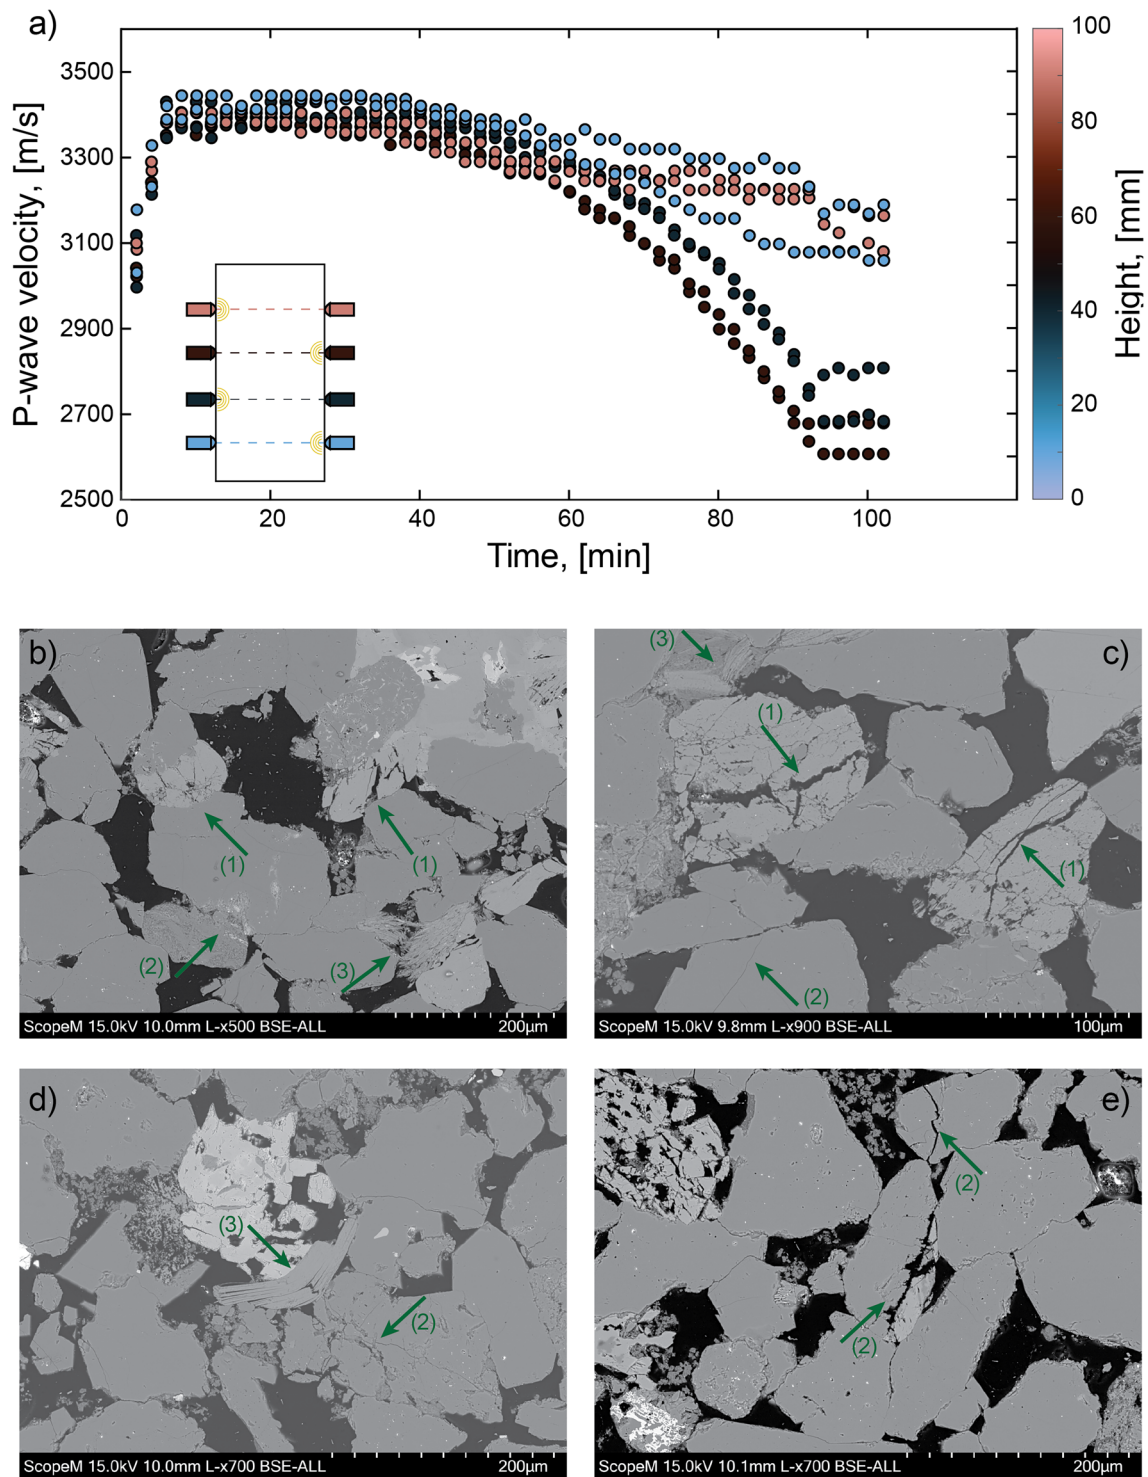 a)
3500
3300
3100
2900
2700
2500
P-wave velocity, [m/s]
0
20
40
60
80
100
Time, [min]
100
80
60
40
20
0
Height, [mm]
b)
(1)
(1)
(2)
(3)
ScopeM 15.0kV 10.0mm L-x500 BSE-ALL
200µm
c)
(3)
(1)
(1)
(2)
ScopeM 15.0kV 9.8mm L-x900 BSE-ALL
100µm
d)
(3)
(2)
ScopeM 15.0kV 10.0mm L-x700 BSE-ALL
200µm
e)
(2)
(2)
ScopeM 15.0kV 10.1mm L-x700 BSE-ALL
200µm